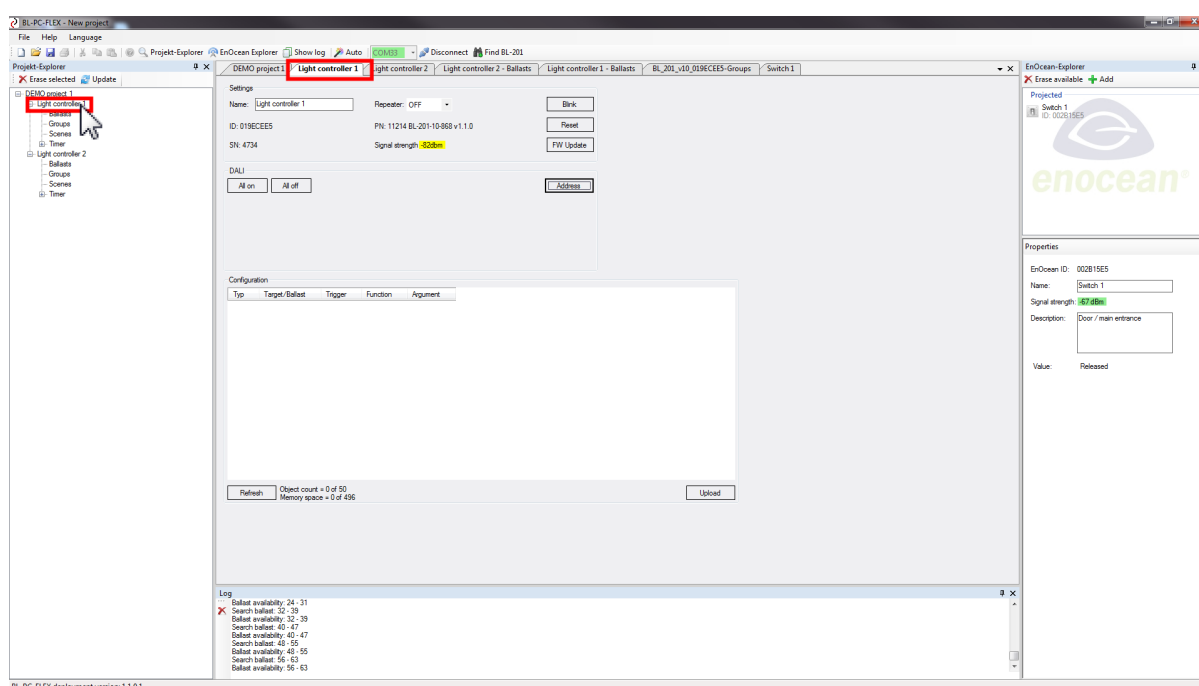 BL-PC-FLEX - New project
File Help Language
Projekt-Explorer EnOcean Explorer Show log Auto COM33 Disconnect Find BL-201
Projekt-Explorer
Erase selected Update
DEMO project 1
Light controller 1
Ballasts
Groups
Scenes
Timer
Light controller 2
Ballasts
Groups
Scenes
Timer
DEMO project 1 Light controller 1 Light controller 2 Light controller 2 - Ballasts Light controller 1 - Ballasts BL_201_v10_019ECEE5-Groups Switch 1
Settings
Name: Light controller 1 Repeater: OFF Blink
ID: 019ECEE5 PN: 11214 BL-201-10-868 v1.1.0 Reset
SN: 4734 Signal strength -82dbm FW Update
DALI
All on All off Address
Configuration
Typ Target/Ballast Trigger Function Argument
Refresh Object count = 0 of 50
Memory space = 0 of 496
Upload
Log
Ballast availability: 24 - 31
Search ballast: 32 - 39
Ballast availability: 32 - 39
Search ballast: 40 - 47
Ballast availability: 40 - 47
Search ballast: 48 - 55
Ballast availability: 48 - 55
Search ballast: 56 - 63
Ballast availability: 56 - 63
EnOcean-Explorer
Erase available Add
Projected
Switch 1
ID: 002B15E5
enocean®
Properties
EnOcean ID: 002B15E5
Name: Switch 1
Signal strength: -67 dBm
Description: Door / main entrance
Value: Released